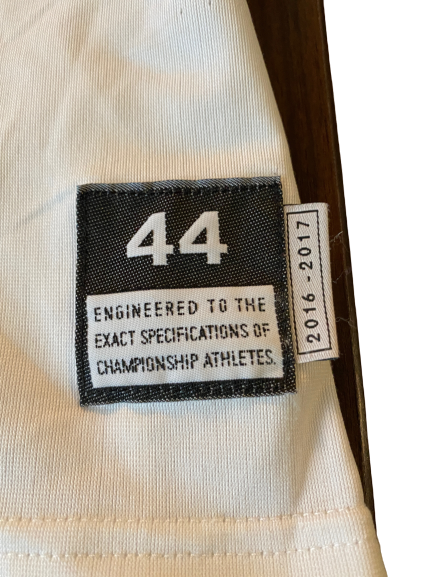 44
ENGINEERED TO THE
EXACT SPECIFICATIONS OF
CHAMPIONSHIP ATHLETES.
2016-2017